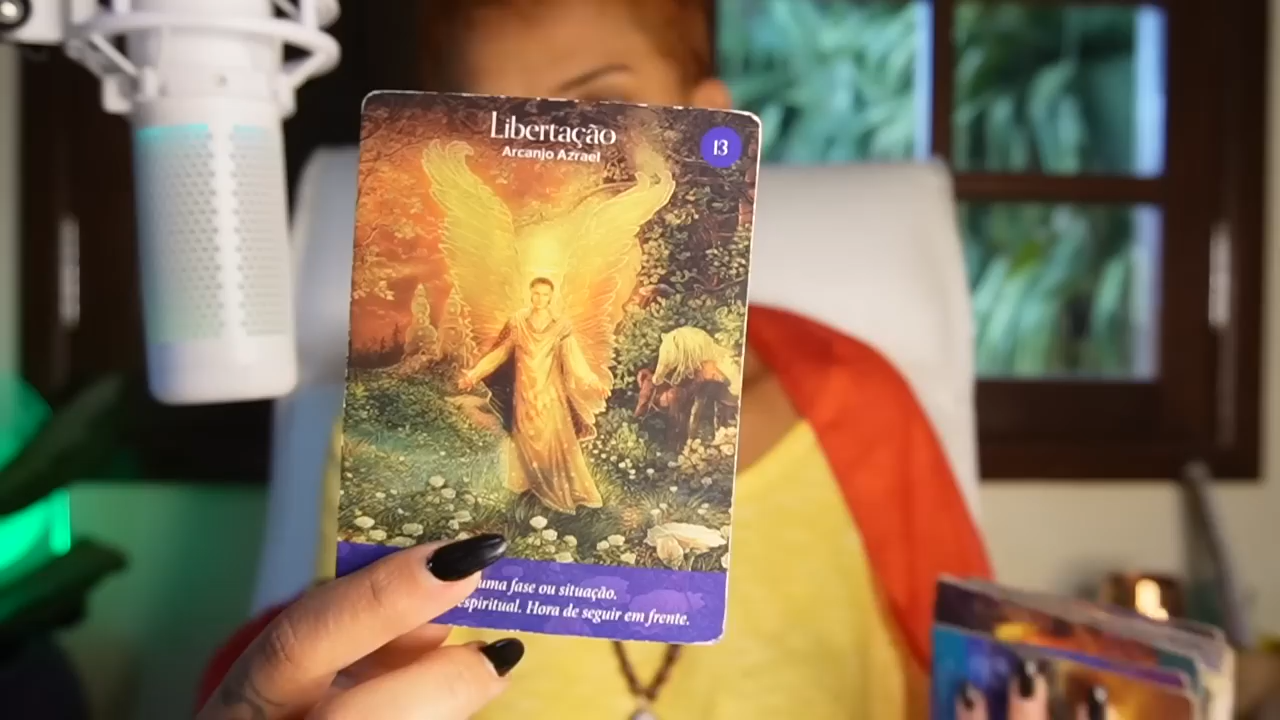 Libertação
Arcanjo Azrael
13
uma fase ou situação.
espiritual. Hora de seguir em frente.